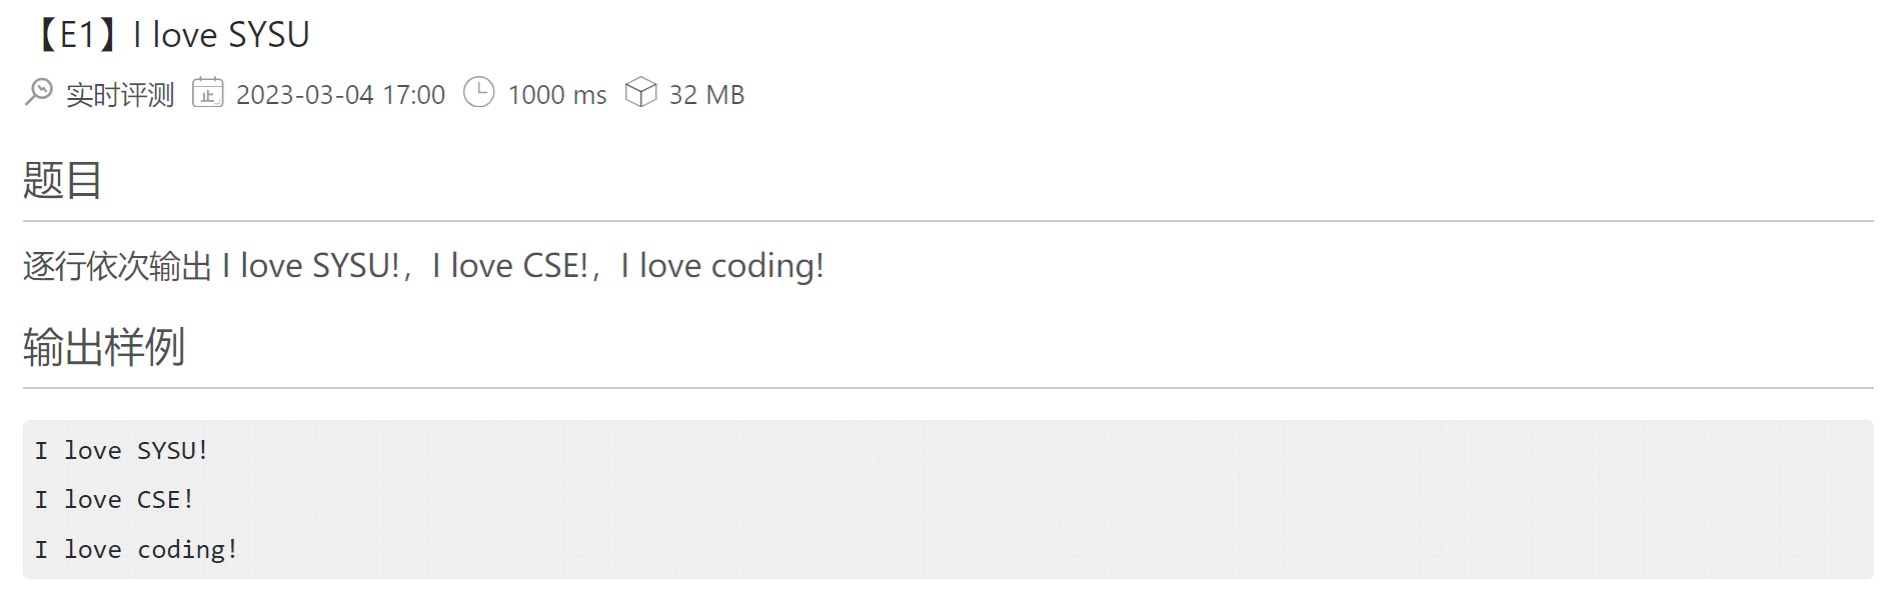 【E1】I love SYSU
实时评测 止 2023-03-04 17:00 1000 ms 32 MB
题目
逐行依次输出 I love SYSU!，I love CSE!，I love coding!
输出样例
I love SYSU!
I love CSE!
I love coding!